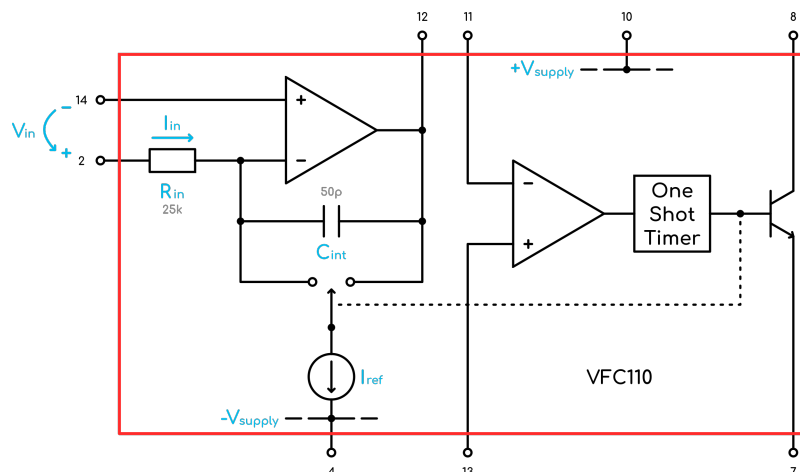 12
11
10
8
+Vsupply
14
−
+
Iin
Vin
+
2
−
Rin
25k
50p
Cint
−
+
One
Shot
Timer
Iref
VFC110
-Vsupply
4
13
7